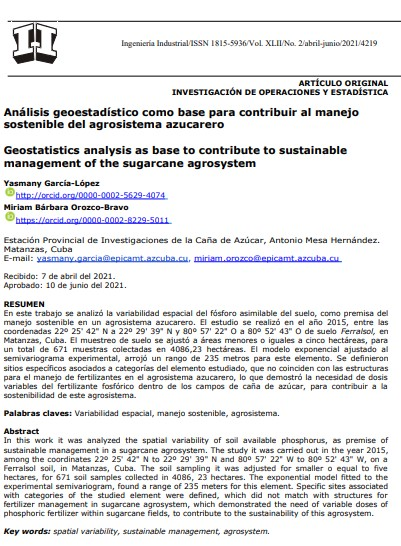 Ingeniería Industrial/ISSN 1815-5936/Vol. XLII/No. 2/abril-junio/2021/4219
ARTÍCULO ORIGINAL
INVESTIGACIÓN DE OPERACIONES Y ESTADÍSTICA
Análisis geoestadístico como base para contribuir al manejo
sostenible del agrosistema azucarero
Geostatistics analysis as base to contribute to sustainable
management of the sugarcane agrosystem
Yasmany García-López
iD http://orcid.org/0000-0002-5629-4074
Miriam Bárbara Orozco-Bravo
iD https://orcid.org/0000-0002-8229-5011
Estación Provincial de Investigaciones de la Caña de Azúcar, Antonio Mesa Hernández.
Matanzas, Cuba
E-mail: yasmany.garcia@epicamt.azcuba.cu, miriam.orozco@epicamt.azcuba.cu
Recibido: 7 de abril del 2021.
Aprobado: 10 de junio del 2021.
RESUMEN
En este trabajo se analizó la variabilidad espacial del fósforo asimilable del suelo, como premisa del
manejo sostenible en un agrosistema azucarero. El estudio se realizó en el año 2015, entre las
coordenadas 22º 25' 42" N a 22º 29' 39" N y 80º 57' 22" O a 80º 52' 43" O de suelo Ferralsol, en
Matanzas, Cuba. El muestreo de suelo se ajustó a áreas menores o iguales a cinco hectáreas, para
un total de 671 muestras colectadas en 4086,23 hectáreas. El modelo exponencial ajustado al
semivariograma experimental, arrojó un rango de 235 metros para este elemento. Se definieron
sitios específicos asociados a categorías del elemento estudiado, que no coinciden con las estructuras
para el manejo de fertilizantes en el agrosistema azucarero, lo que demostró la necesidad de dosis
variables del fertilizante fosfórico dentro de los campos de caña de azúcar, para contribuir a la
sostenibilidad de este agrosistema.
Palabras claves: Variabilidad espacial, manejo sostenible, agrosistema.
Abstract
In this work it was analyzed the spatial variability of soil available phosphorus, as premise of
sustainable management in a sugarcane agrosystem. The study it was carried out in the year 2015,
among the coordinates 22º 25' 42" N to 22º 29' 39" N and 80º 57' 22" W to 80º 52' 43" W, on a
Ferralsol soil, in Matanzas, Cuba. The soil sampling it was adjusted for smaller o equal to five
hectares, for 671 soil samples collected in 4086, 23 hectares. The exponential model fitted to the
experimental semivariogram, found a range of 235 meters for this element. Specific sites associated
with categories of the studied element were defined, which did not match with structures for
fertilizer management in sugarcane agrosystem, which demonstrated the need of variable doses of
phosphoric fertilizer within sugarcane fields, to contribute to the sustainability of this agrosystem.
Key words: spatial variability, sustainable management, agrosystem.